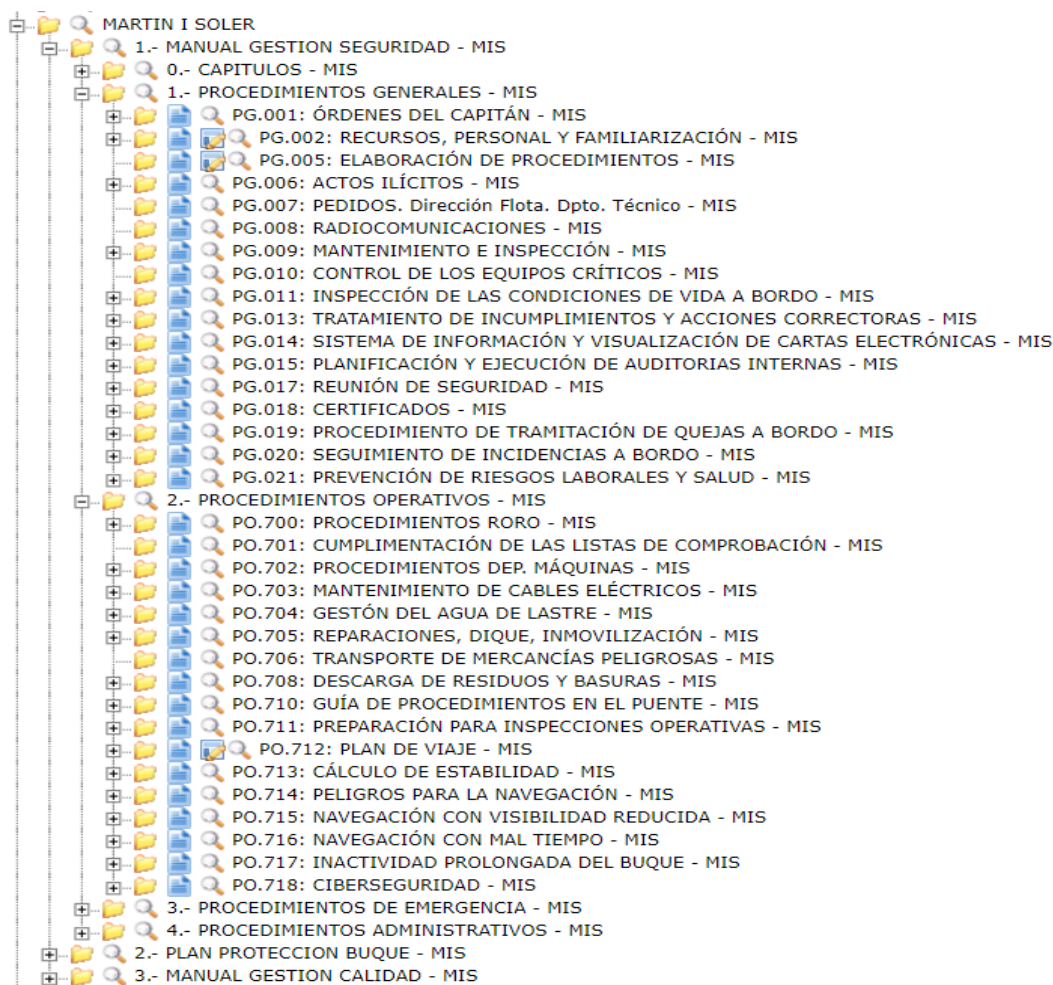 MARTIN I SOLER
1.- MANUAL GESTION SEGURIDAD - MIS
0.- CAPITULOS - MIS
1.- PROCEDIMIENTOS GENERALES - MIS
PG.001: ÓRDENES DEL CAPITÁN - MIS
PG.002: RECURSOS, PERSONAL Y FAMILIARIZACIÓN - MIS
PG.005: ELABORACIÓN DE PROCEDIMIENTOS - MIS
PG.006: ACTOS ILÍCITOS - MIS
PG.007: PEDIDOS. Dirección Flota. Dpto. Técnico - MIS
PG.008: RADIOCOMUNICACIONES - MIS
PG.009: MANTENIMIENTO E INSPECCIÓN - MIS
PG.010: CONTROL DE LOS EQUIPOS CRÍTICOS - MIS
PG.011: INSPECCIÓN DE LAS CONDICIONES DE VIDA A BORDO - MIS
PG.013: TRATAMIENTO DE INCUMPLIMIENTOS Y ACCIONES CORRECTORAS - MIS
PG.014: SISTEMA DE INFORMACIÓN Y VISUALIZACIÓN DE CARTAS ELECTRÓNICAS - MIS
PG.015: PLANIFICACIÓN Y EJECUCIÓN DE AUDITORIAS INTERNAS - MIS
PG.017: REUNIÓN DE SEGURIDAD - MIS
PG.018: CERTIFICADOS - MIS
PG.019: PROCEDIMIENTO DE TRAMITACIÓN DE QUEJAS A BORDO - MIS
PG.020: SEGUIMIENTO DE INCIDENCIAS A BORDO - MIS
PG.021: PREVENCIÓN DE RIESGOS LABORALES Y SALUD - MIS
2.- PROCEDIMIENTOS OPERATIVOS - MIS
PO.700: PROCEDIMIENTOS RORO - MIS
PO.701: CUMPLIMENTACIÓN DE LAS LISTAS DE COMPROBACIÓN - MIS
PO.702: PROCEDIMIENTOS DEP. MÁQUINAS - MIS
PO.703: MANTENIMIENTO DE CABLES ELÉCTRICOS - MIS
PO.704: GESTÓN DEL AGUA DE LASTRE - MIS
PO.705: REPARACIONES, DIQUE, INMOVILIZACIÓN - MIS
PO.706: TRANSPORTE DE MERCANCÍAS PELIGROSAS - MIS
PO.708: DESCARGA DE RESIDUOS Y BASURAS - MIS
PO.710: GUÍA DE PROCEDIMIENTOS EN EL PUENTE - MIS
PO.711: PREPARACIÓN PARA INSPECCIONES OPERATIVAS - MIS
PO.712: PLAN DE VIAJE - MIS
PO.713: CÁLCULO DE ESTABILIDAD - MIS
PO.714: PELIGROS PARA LA NAVEGACIÓN - MIS
PO.715: NAVEGACIÓN CON VISIBILIDAD REDUCIDA - MIS
PO.716: NAVEGACIÓN CON MAL TIEMPO - MIS
PO.717: INACTIVIDAD PROLONGADA DEL BUQUE - MIS
PO.718: CIBERSEGURIDAD - MIS
3.- PROCEDIMIENTOS DE EMERGENCIA - MIS
4.- PROCEDIMIENTOS ADMINISTRATIVOS - MIS
2.- PLAN PROTECCION BUQUE - MIS
3.- MANUAL GESTION CALIDAD - MIS